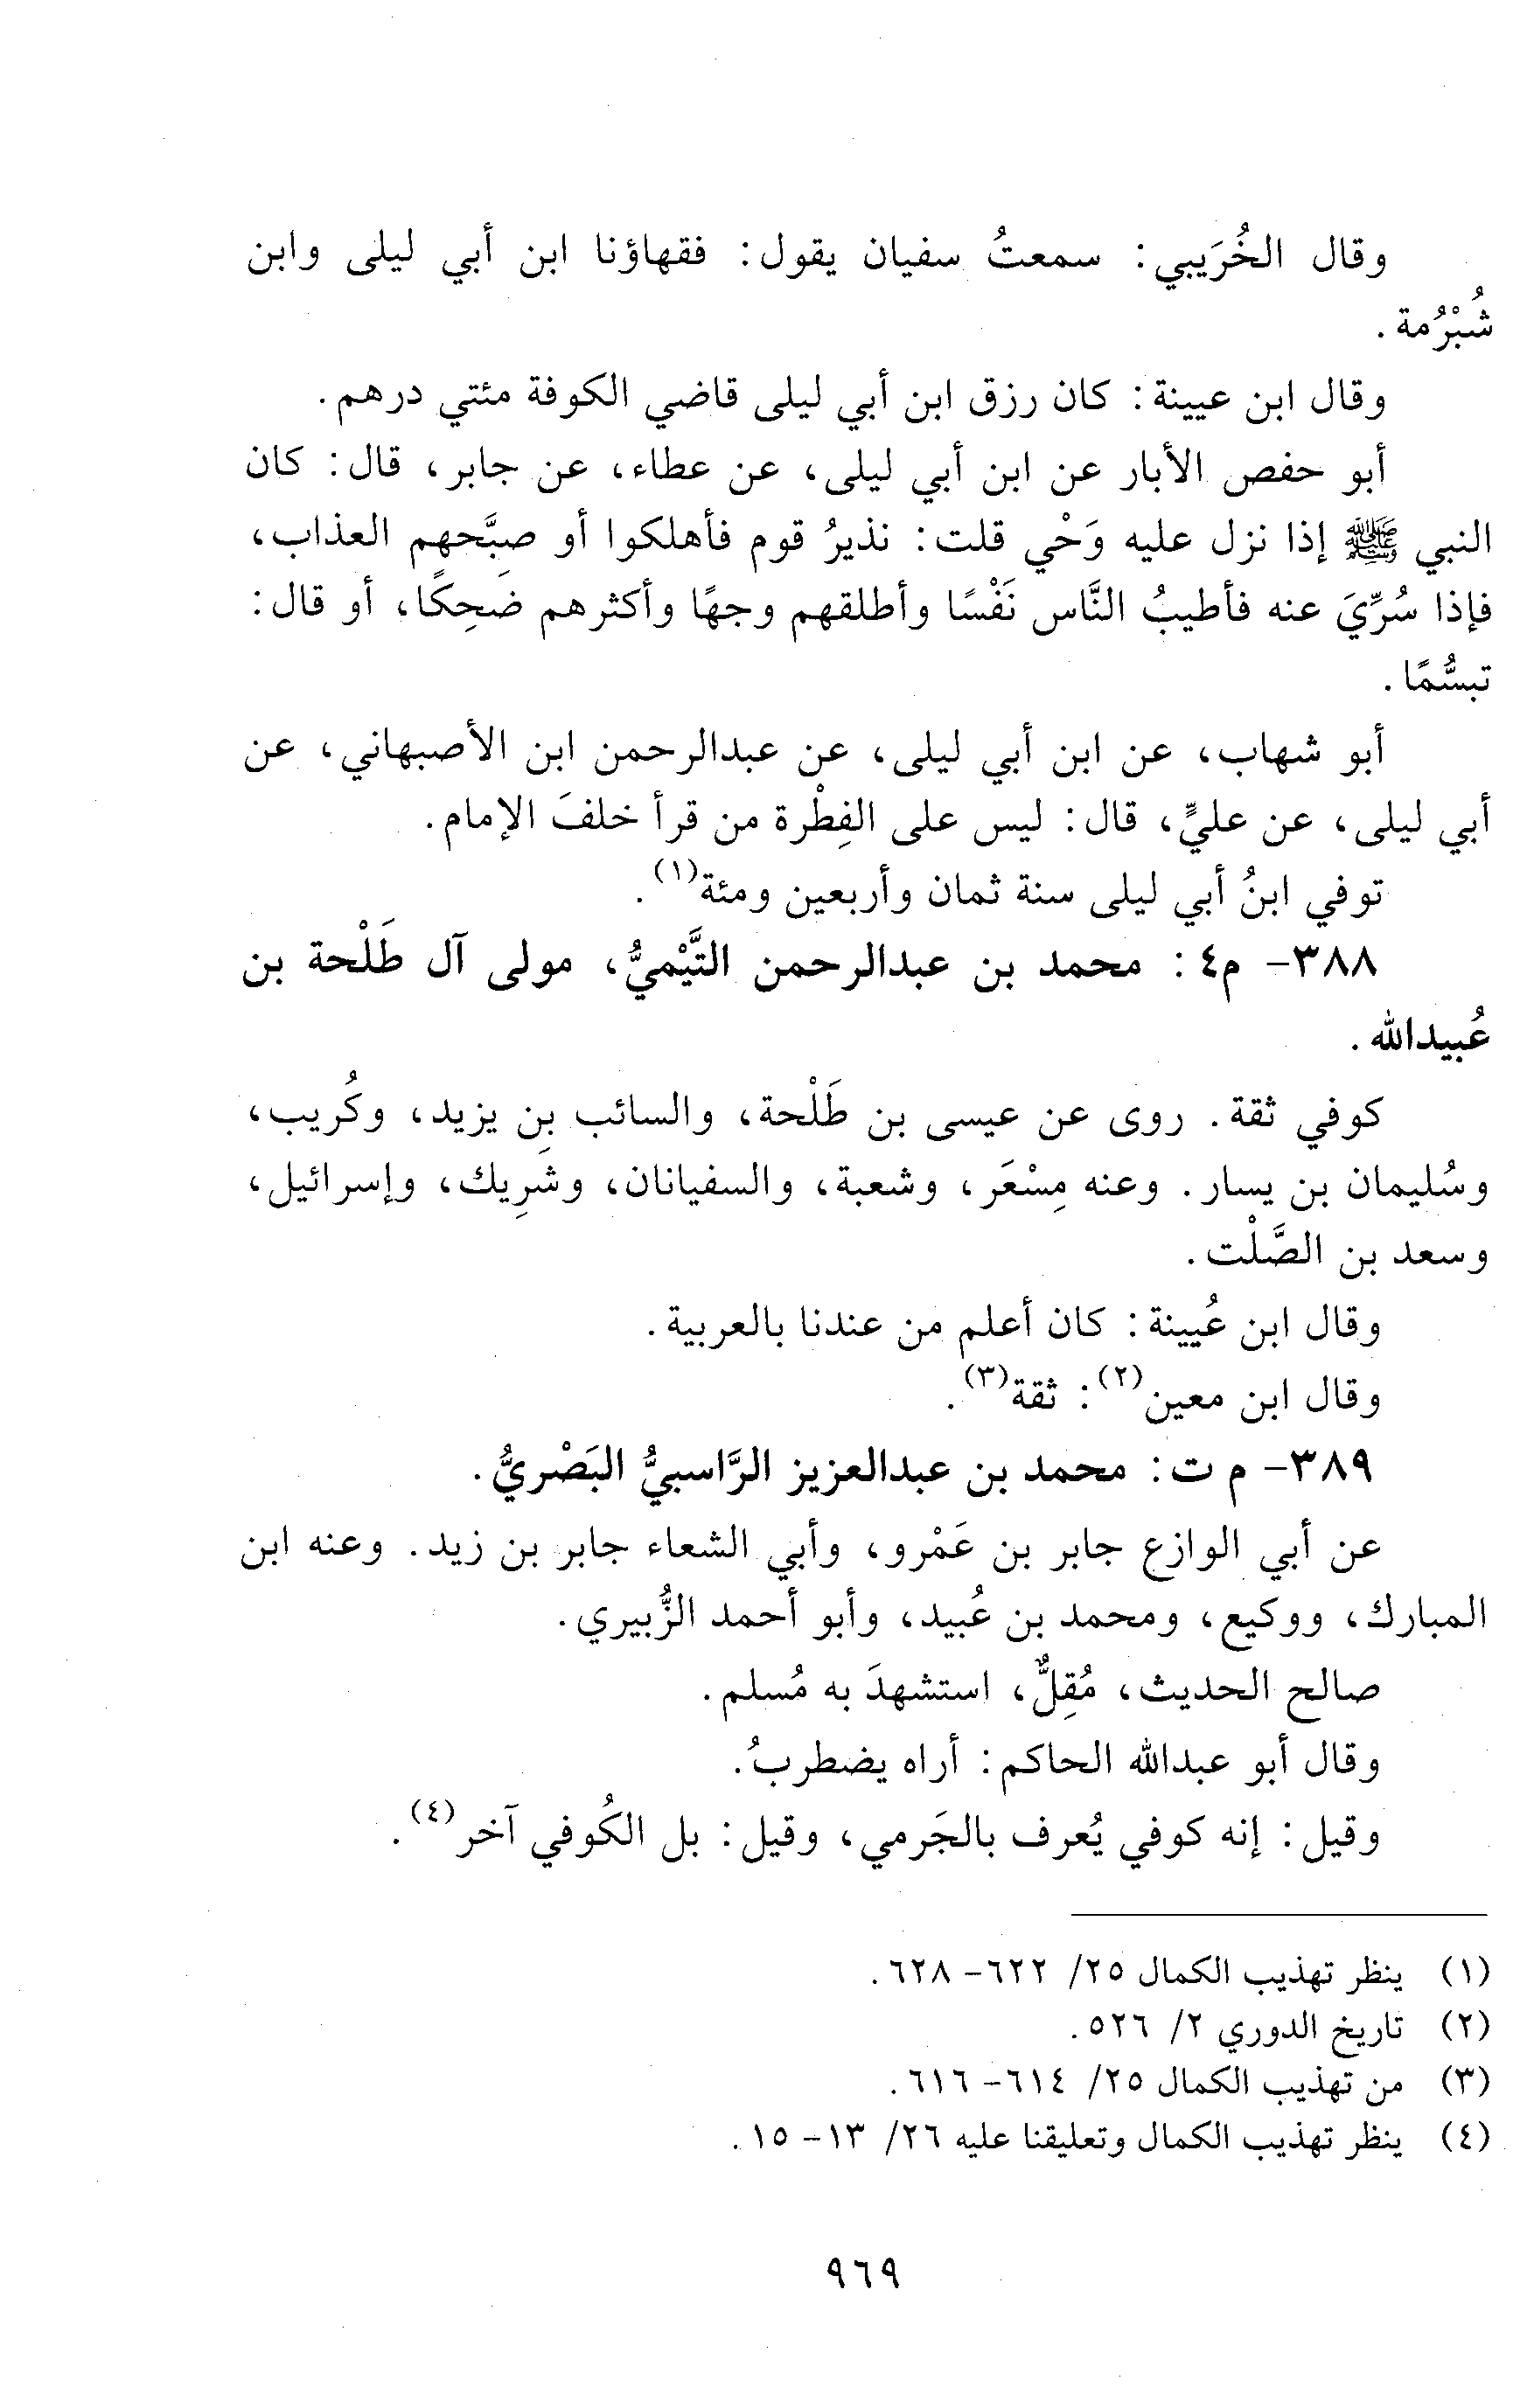 وقال الخُرَيبي: سمعتُ سفيان يقول: فقهاؤنا ابن أبي ليلى وابن
شُبْرُمة.
وقال ابن عيينة: كان رزق ابن أبي ليلى قاضي الكوفة مئتي درهم.
أبو حفص الأبار عن ابن أبي ليلى، عن عطاء، عن جابر، قال: كان
النبي ﷺ إذا نزل عليه وَحْي قلت: نذيرُ قوم فأهلكوا أو صبَّحهم العذاب،
فإذا سُرِّيَ عنه فأطيبُ النَّاس نَفْسًا وأطلقهم وجهًا وأكثرهم ضَحِكًا، أو قال:
تبسُّمًا.
أبو شهاب، عن ابن أبي ليلى، عن عبدالرحمن ابن الأصبهاني، عن
أبي ليلى، عن عليٍّ، قال: ليس على الفِطْرة من قرأ خلفَ الإمام.
توفي ابنُ أبي ليلى سنة ثمان وأربعين ومئة(١).
٣٨٨- م٤: محمد بن عبدالرحمن التَّيْميُّ، مولى آل طَلْحة بن
عُبيدالله.
كوفي ثقة. روى عن عيسى بن طَلْحة، والسائب بنِ يزيد، وكُريب،
وسُليمان بن يسار. وعنه مِسْعَر، وشعبة، والسفيانان، وشَرِيك، وإسرائيل،
وسعد بن الصَّلْت.
وقال ابن عُيينة: كان أعلم من عندنا بالعربية.
وقال ابن معين(٢): ثقة(٣).
٣٨٩- م ت: محمد بن عبدالعزيز الرَّاسبيُّ البَصْريُّ.
عن أبي الوازع جابر بن عَمْرو، وأبي الشعاء جابر بن زيد. وعنه ابن
المبارك، ووكيع، ومحمد بن عُبيد، وأبو أحمد الزُّبيري.
صالح الحديث، مُقِلٌّ، استشهدَ به مُسلم.
وقال أبو عبدالله الحاكم: أراه يضطربُ.
وقيل: إنه كوفي يُعرف بالجَرمي، وقيل: بل الكُوفي آخر(٤).
(١) ينظر تهذيب الكمال ٢٥/ ٦٢٢- ٦٢٨.
(٢) تاريخ الدوري ٢/ ٥٢٦.
(٣) من تهذيب الكمال ٢٥/ ٦١٤- ٦١٦.
(٤) ينظر تهذيب الكمال وتعليقنا عليه ٢٦/ ١٣- ١٥.
٩٦٩